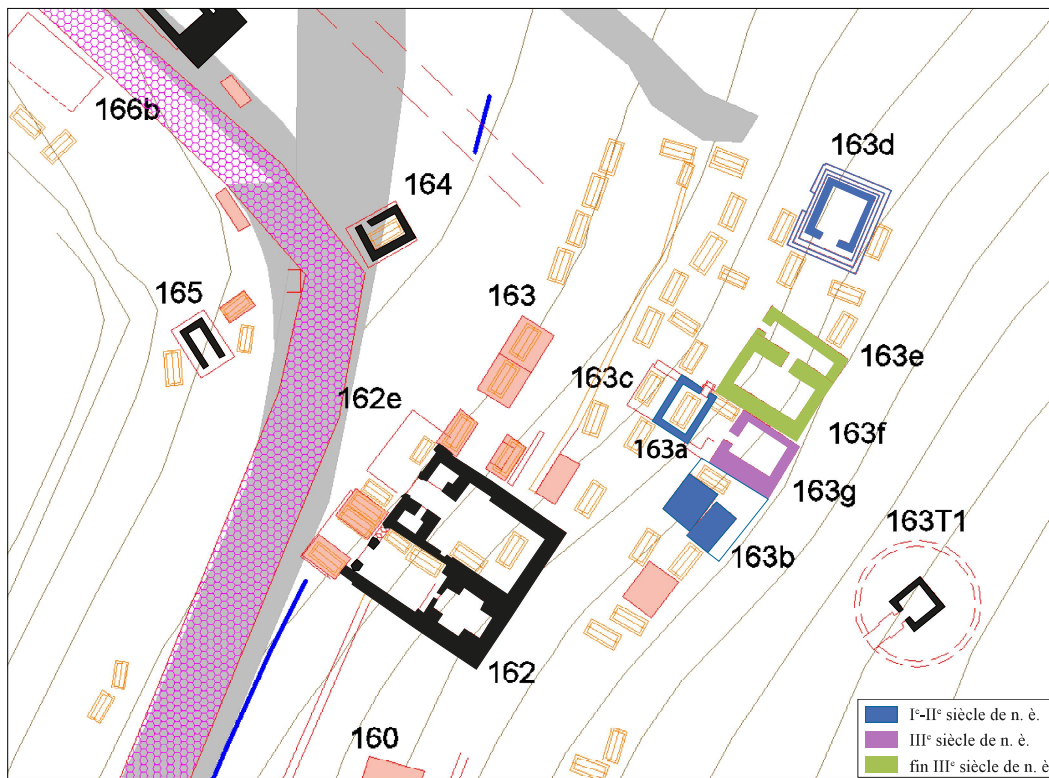 166b
163d
164
165
163
163e
163c
162e
163f
163a
163g
163T1
163b
162
160
Iᵉ-IIᵉ siècle de n. è.
IIIᵉ siècle de n. è.
fin IIIᵉ siècle de n. è